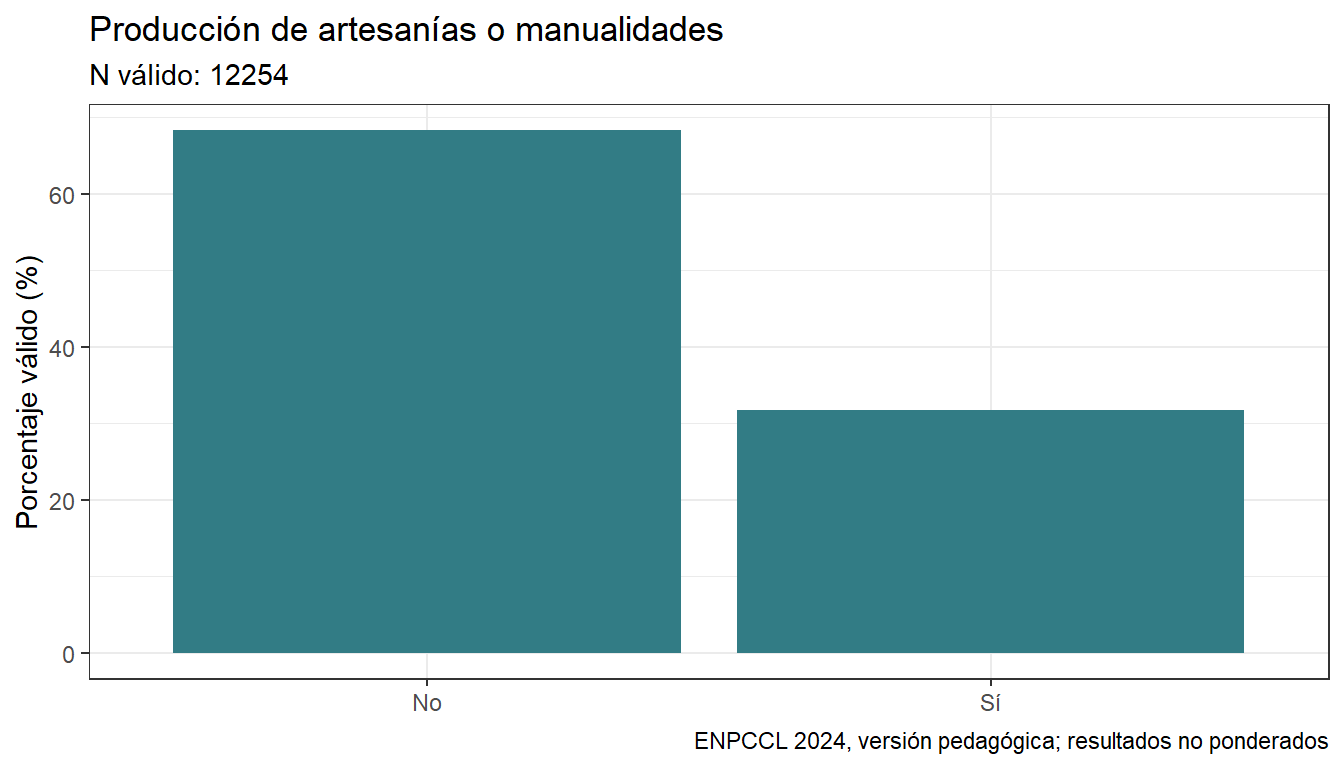 Producción de artesanías o manualidades
N válido: 12254
Porcentaje válido (%)
60
40
20
0
No
Sí
ENPCCL 2024, versión pedagógica; resultados no ponderados